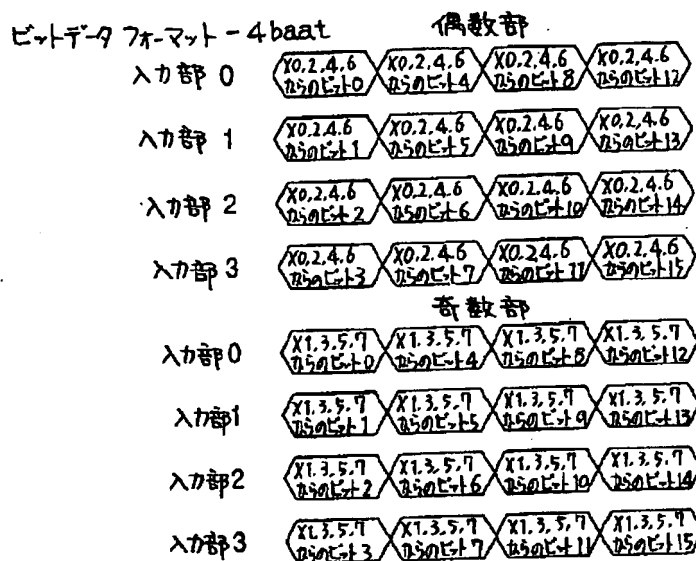 ビットデータ フォーマット - 4baat 偶数部
入力部 0 X0.2.4.6 からのビット0 X0.2.4.6 からのビット4 X0.2.4.6 からのビット8 X0.2.4.6 からのビット12
入力部 1 X0.2.4.6 からのビット1 X0.2.4.6 からのビット5 X0.2.4.6 からのビット9 X0.2.4.6 からのビット13
入力部 2 X0.2.4.6 からのビット2 X0.2.4.6 からのビット6 X0.2.4.6 からのビット10 X0.2.4.6 からのビット14
入力部 3 X0.2.4.6 からのビット3 X0.2.4.6 からのビット7 X0.24.6 からのビット11 X0.2.4.6 からのビット15
奇数部
入力部0 X1.3.5.7 からのビット0 X1.3.5.7 からのビット4 X1.3.5.7 からのビット8 X1.3.5.7 からのビット12
入力部1 X1.3.5.7 からのビット1 X1.3.5.7 からのビット5 X1.3.5.7 からのビット9 X1.3.5.7 からのビット13
入力部2 X1.3.5.7 からのビット2 X1.3.5.7 からのビット6 X1.3.5.7 からのビット10 X1.3.5.7 からのビット14
入力部3 X1.3.5.7 からのビット3 X1.3.5.7 からのビット7 X1.3.5.7 からのビット11 X1.3.5.7 からのビット15